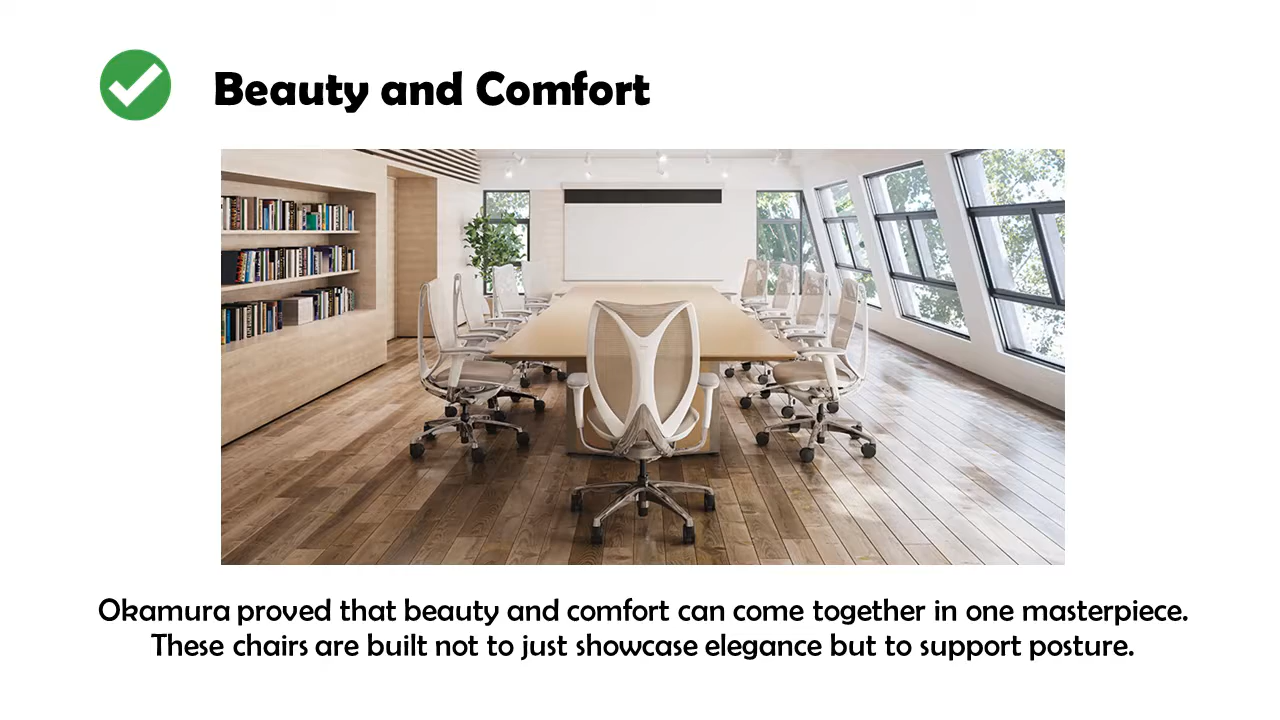 Beauty and Comfort
Okamura proved that beauty and comfort can come together in one masterpiece.
These chairs are built not to just showcase elegance but to support posture.